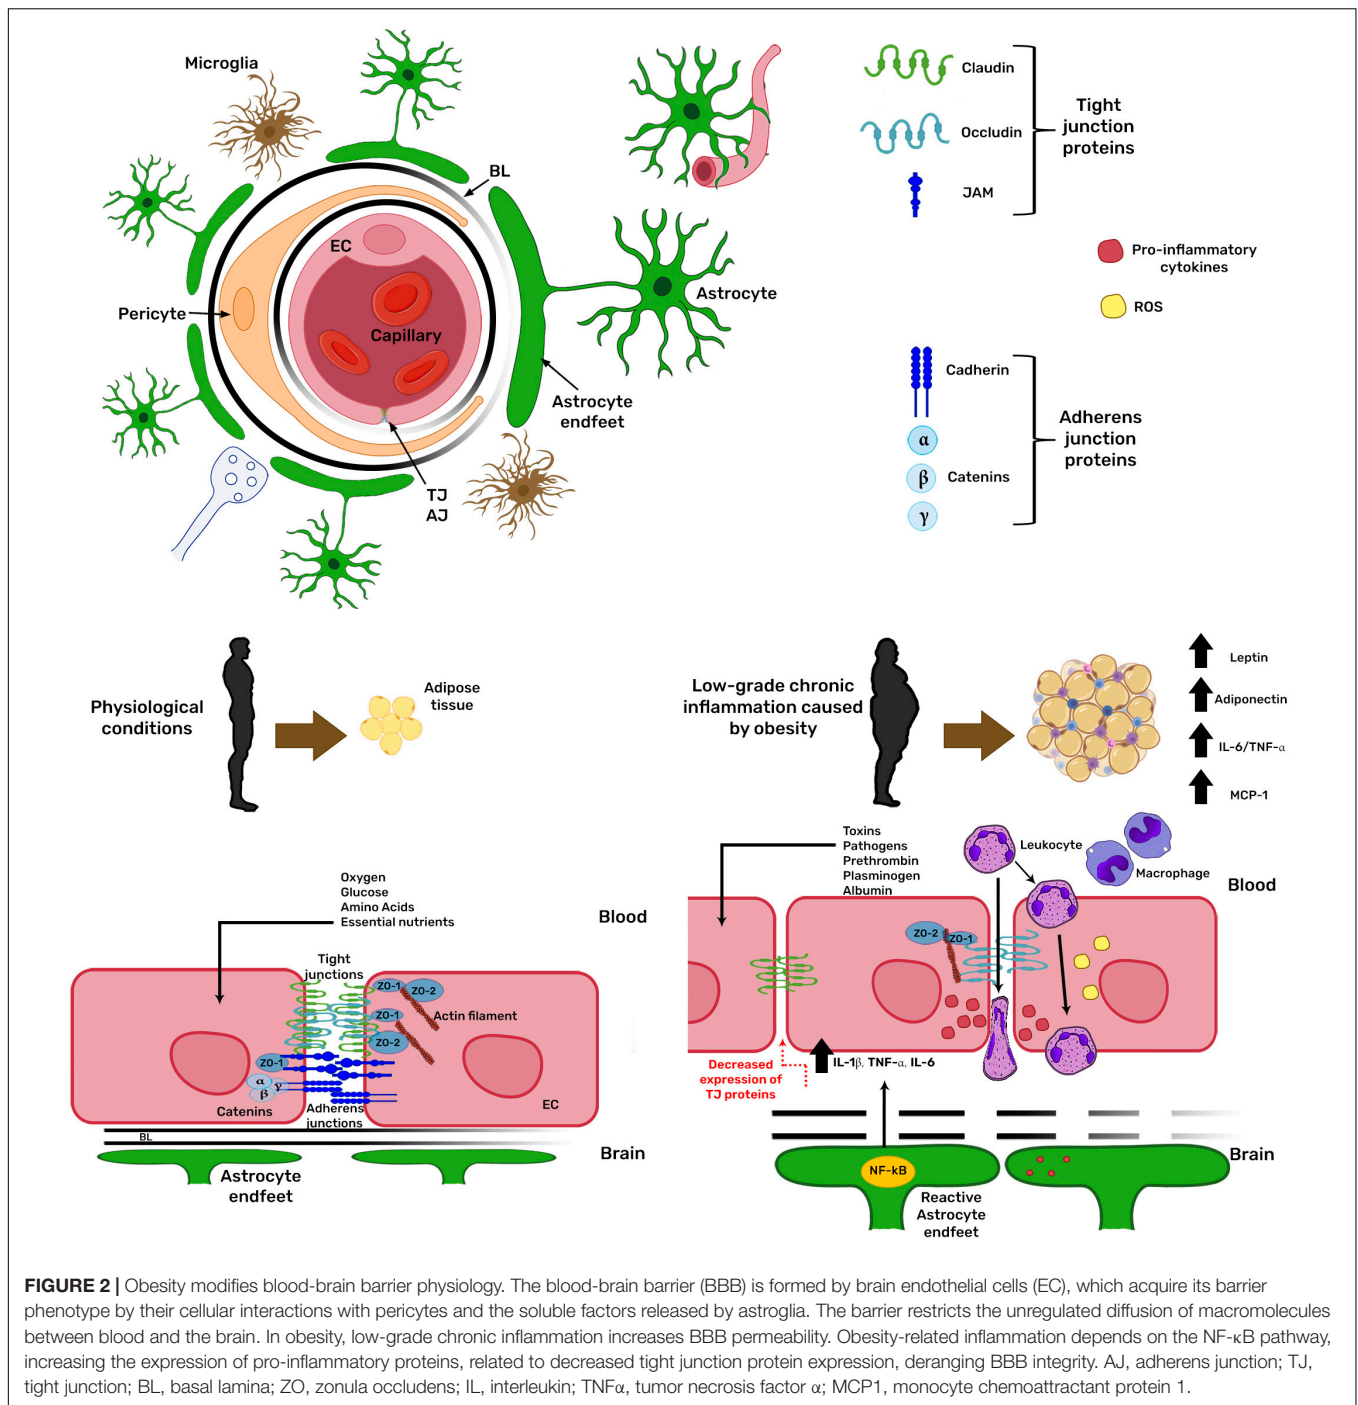 Microglia
BL
EC
Pericyte
Capillary
Astrocyte
Astrocyte
endfeet
TJ
AJ
Claudin
Occludin
JAM
Tight
junction
proteins
Pro-inflammatory
cytokines
ROS
Cadherin
α
β
γ
Catenins
Adherens
junction
proteins
Physiological
conditions
Adipose
tissue
Low-grade chronic
inflammation caused
by obesity
Leptin
Adiponectin
IL-6/TNF-α
MCP-1
Oxygen
Glucose
Amino Acids
Essential nutrients
Blood
Tight
junctions
ZO-1
ZO-2
ZO-1
Actin filament
ZO-2
ZO-1
α
β
γ
Catenins
Adherens
junctions
EC
BL
Brain
Astrocyte
endfeet
Toxins
Pathogens
Prethrombin
Plasminogen
Albumin
Leukocyte
Macrophage
Blood
ZO-2
ZO-1
Decreased
expression of
TJ proteins
IL-1β, TNF-α, IL-6
NF-kB
Brain
Reactive
Astrocyte
endfeet
FIGURE 2 | Obesity modifies blood-brain barrier physiology. The blood-brain barrier (BBB) is formed by brain endothelial cells (EC), which acquire its barrier
phenotype by their cellular interactions with pericytes and the soluble factors released by astroglia. The barrier restricts the unregulated diffusion of macromolecules
between blood and the brain. In obesity, low-grade chronic inflammation increases BBB permeability. Obesity-related inflammation depends on the NF-κB pathway,
increasing the expression of pro-inflammatory proteins, related to decreased tight junction protein expression, deranging BBB integrity. AJ, adherens junction; TJ,
tight junction; BL, basal lamina; ZO, zonula occludens; IL, interleukin; TNFα, tumor necrosis factor α; MCP1, monocyte chemoattractant protein 1.